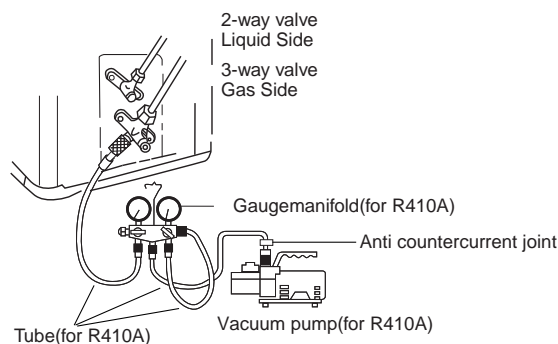 2-way valve
Liquid Side
3-way valve
Gas Side
Gaugemanifold(for R410A)
Anti countercurrent joint
Tube(for R410A)
Vacuum pump(for R410A)